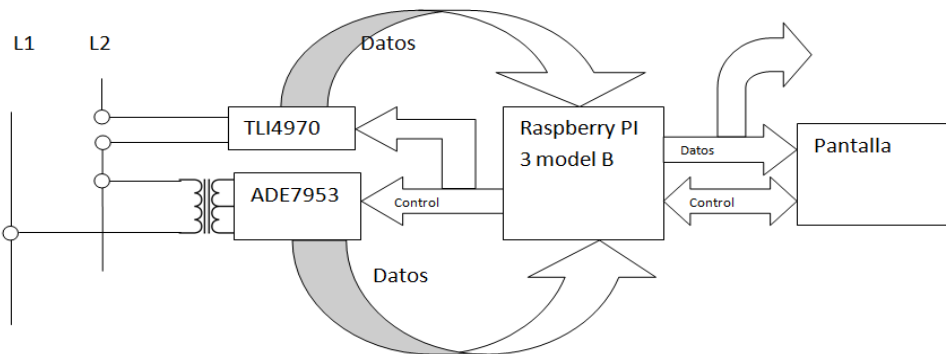 L1
L2
Datos
TLI4970
ADE7953
Control
Datos
Raspberry PI
3 model B
Datos
Control
Pantalla